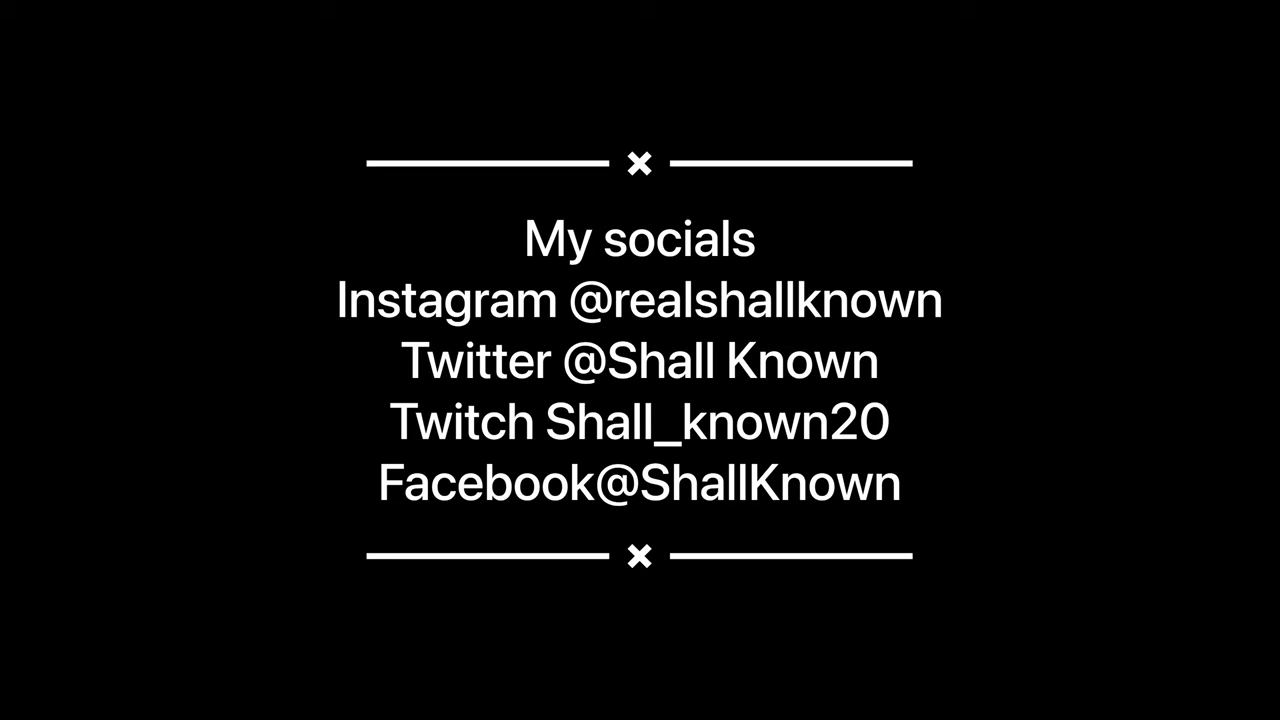 My socials
Instagram @realshallknown
Twitter @Shall Known
Twitch Shall_known20
Facebook@ShallKnown